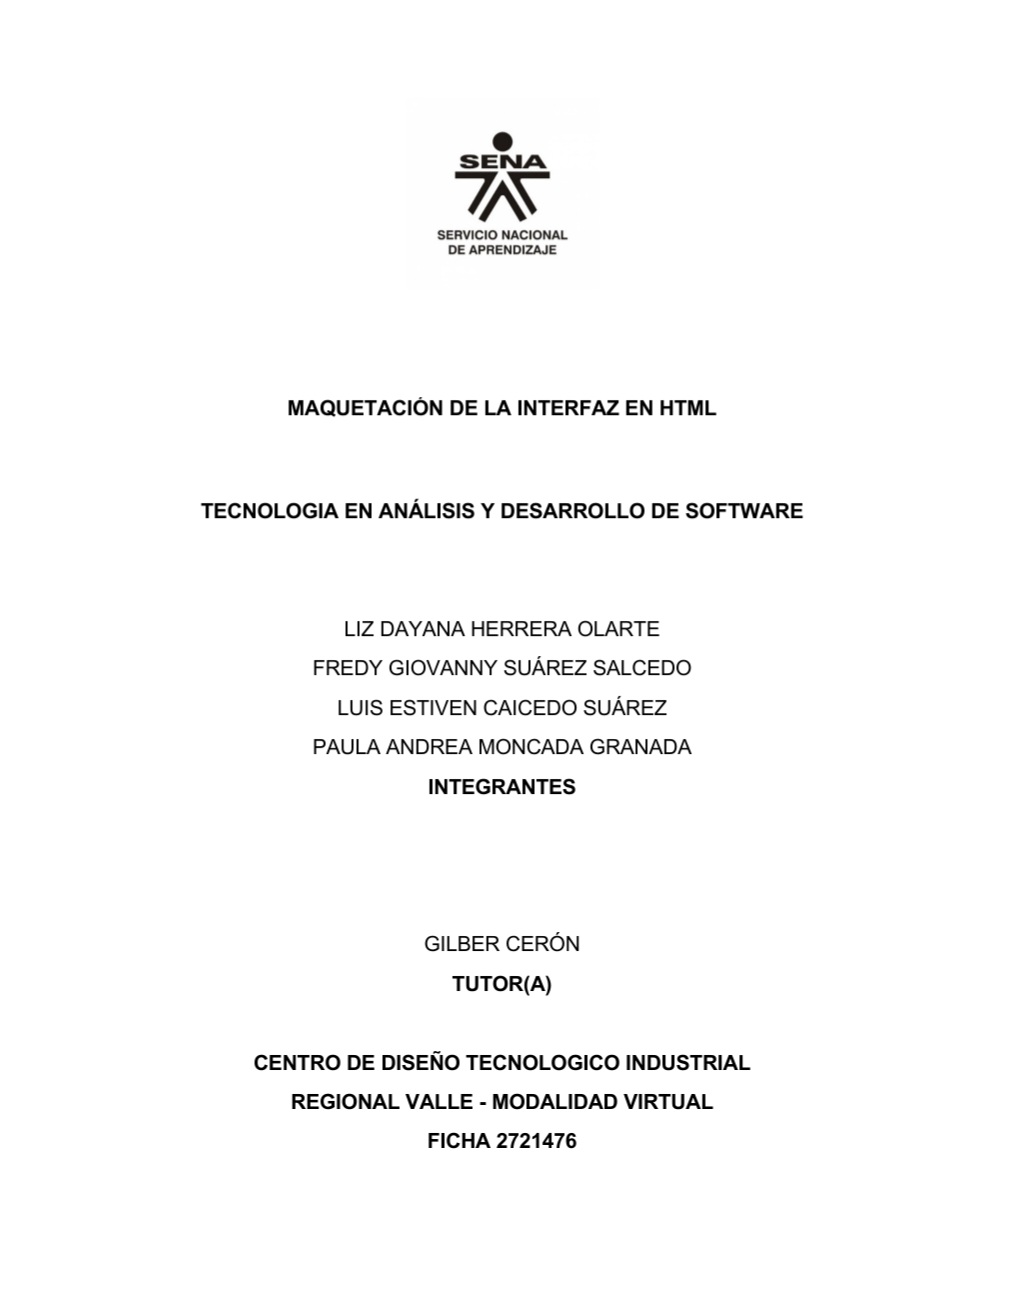 SENA
SERVICIO NACIONAL
DE APRENDIZAJE
MAQUETACIÓN DE LA INTERFAZ EN HTML
TECNOLOGIA EN ANÁLISIS Y DESARROLLO DE SOFTWARE
LIZ DAYANA HERRERA OLARTE
FREDY GIOVANNY SUÁREZ SALCEDO
LUIS ESTIVEN CAICEDO SUÁREZ
PAULA ANDREA MONCADA GRANADA
INTEGRANTES
GILBER CERÓN
TUTOR(A)
CENTRO DE DISEÑO TECNOLOGICO INDUSTRIAL
REGIONAL VALLE - MODALIDAD VIRTUAL
FICHA 2721476